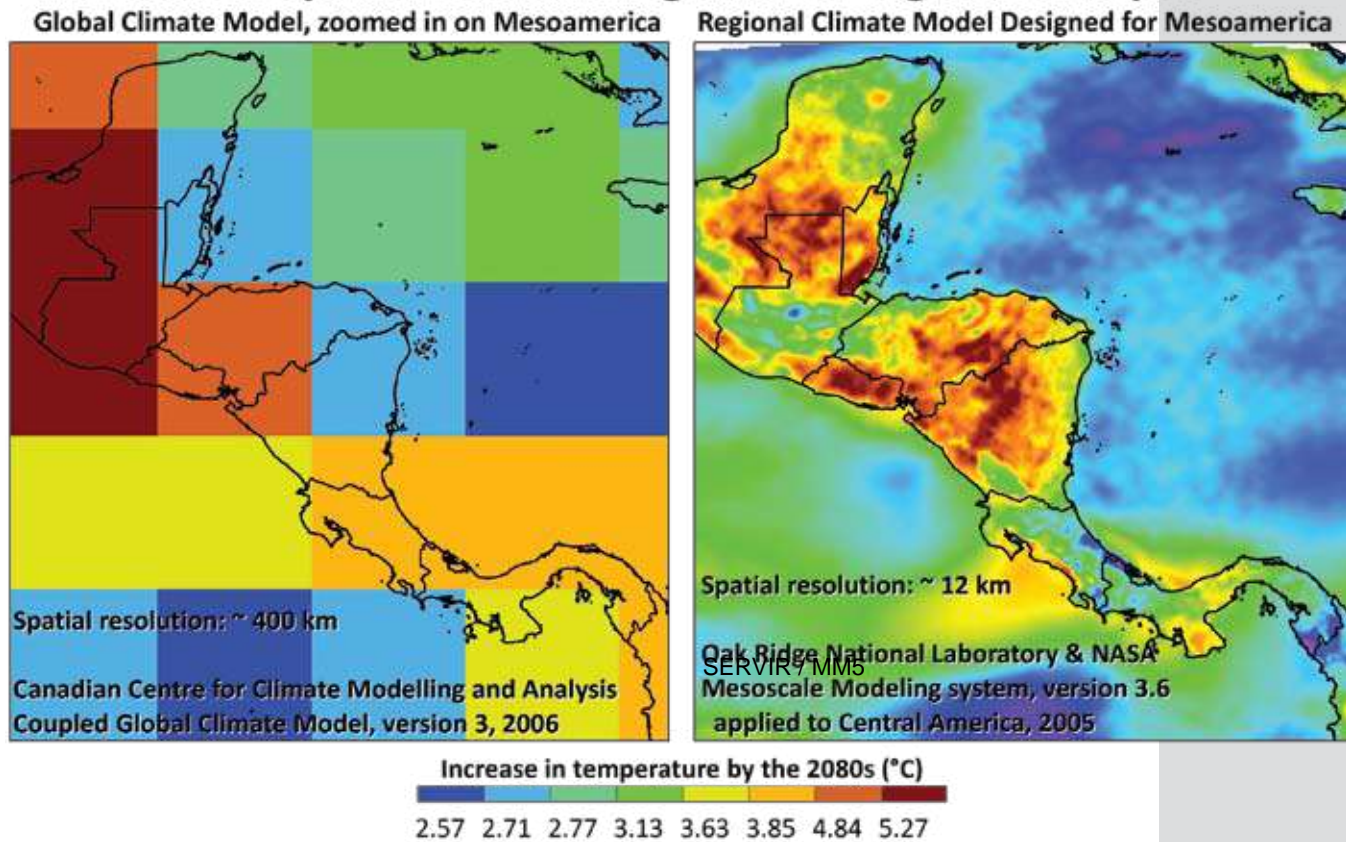 Global Climate Model, zoomed in on Mesoamerica
Regional Climate Model Designed for Mesoamerica
Spatial resolution: ~ 400 km
Canadian Centre for Climate Modelling and Analysis
Coupled Global Climate Model, version 3, 2006
Spatial resolution: ~ 12 km
Oak Ridge National Laboratory & NASA
SERVIR / MM5
Mesoscale Modeling system, version 3.6
applied to Central America, 2005
Increase in temperature by the 2080s (°C)
2.57 2.71 2.77 3.13 3.63 3.85 4.84 5.27